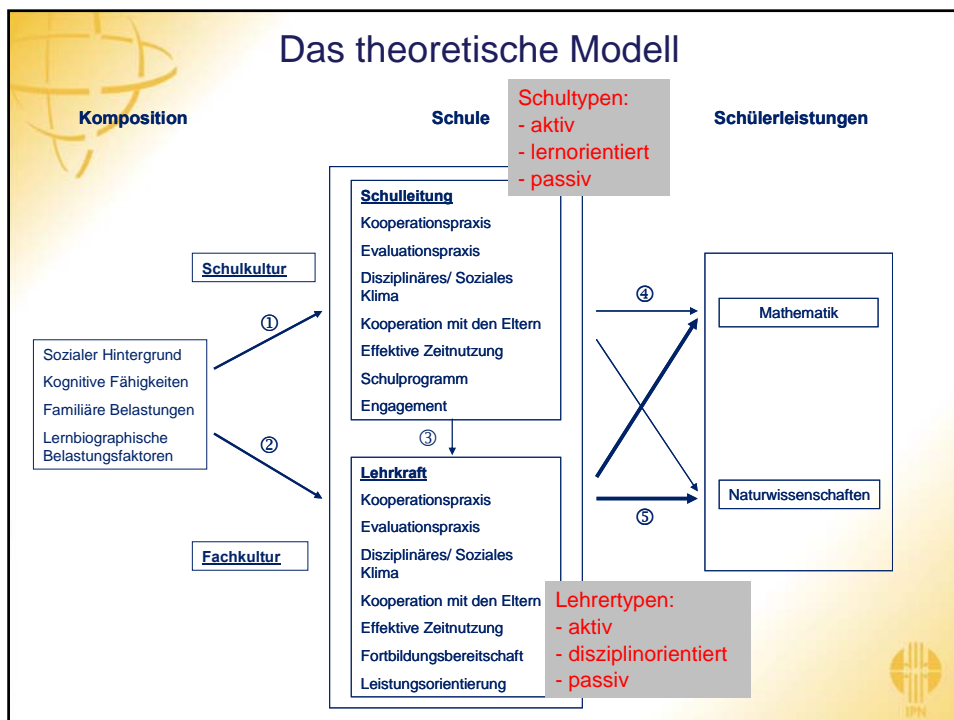 Das theoretische Modell
Komposition
Schule
Schülerleistungen
Schultypen:
- aktiv
- lernorientiert
- passiv
Schulkultur
Fachkultur
Sozialer Hintergrund
Kognitive Fähigkeiten
Familiäre Belastungen
Lernbiographische
Belastungsfaktoren
①
②
Schulleitung
Kooperationspraxis
Evaluationspraxis
Disziplinäres/ Soziales
Klima
Kooperation mit den Eltern
Effektive Zeitnutzung
Schulprogramm
Engagement
③
Lehrkraft
Kooperationspraxis
Evaluationspraxis
Disziplinäres/ Soziales
Klima
Kooperation mit den Eltern
Effektive Zeitnutzung
Fortbildungsbereitschaft
Leistungsorientierung
Lehrertypen:
- aktiv
- disziplinorientiert
- passiv
④
⑤
Mathematik
Naturwissenschaften
IPN